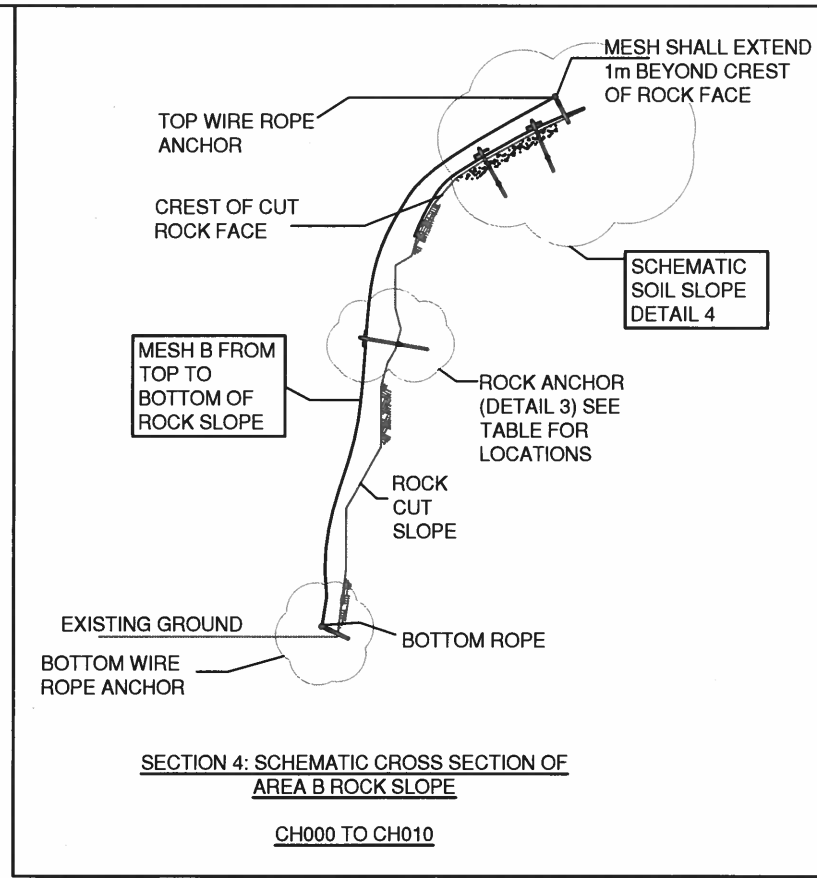 MESH SHALL EXTEND
1m BEYOND CREST
OF ROCK FACE
TOP WIRE ROPE
ANCHOR
CREST OF CUT
ROCK FACE
SCHEMATIC
SOIL SLOPE
DETAIL 4
MESH B FROM
TOP TO
BOTTOM OF
ROCK SLOPE
ROCK ANCHOR
(DETAIL 3) SEE
TABLE FOR
LOCATIONS
ROCK
CUT
SLOPE
EXISTING GROUND
BOTTOM ROPE
BOTTOM WIRE
ROPE ANCHOR
SECTION 4: SCHEMATIC CROSS SECTION OF
AREA B ROCK SLOPE
CH000 TO CH010